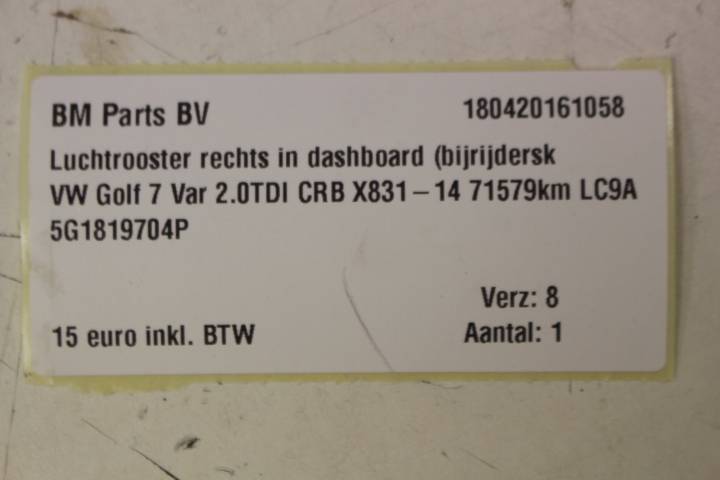 BM Parts BV 180420161058
Luchtrooster rechts in dashboard (bijrijdersk
VW Golf 7 Var 2.0TDI CRB X831-14 71579km LC9A
5G1819704P
Verz: 8
15 euro inkl. BTW Aantal: 1